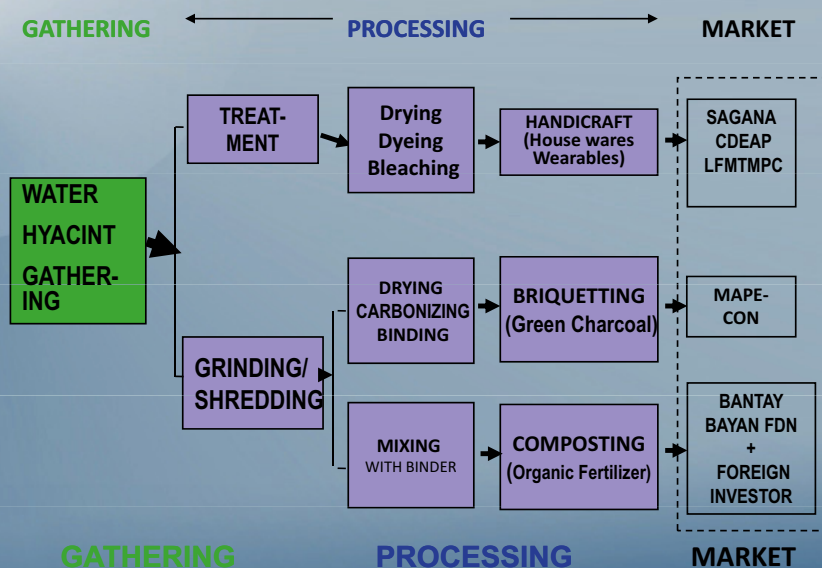 GATHERING
PROCESSING
MARKET
WATER
HYACINT
GATHER-
ING
TREAT-
MENT
Drying
Dyeing
Bleaching
HANDICRAFT
(House wares
Wearables)
SAGANA
CDEAP
LFMTMPC
GRINDING/
SHREDDING
DRYING
CARBONIZING
BINDING
BRIQUETTING
(Green Charcoal)
MAPE-
CON
MIXING
WITH BINDER
COMPOSTING
(Organic Fertilizer)
BANTAY
BAYAN FDN
+
FOREIGN
INVESTOR
GATHERING
PROCESSING
MARKET